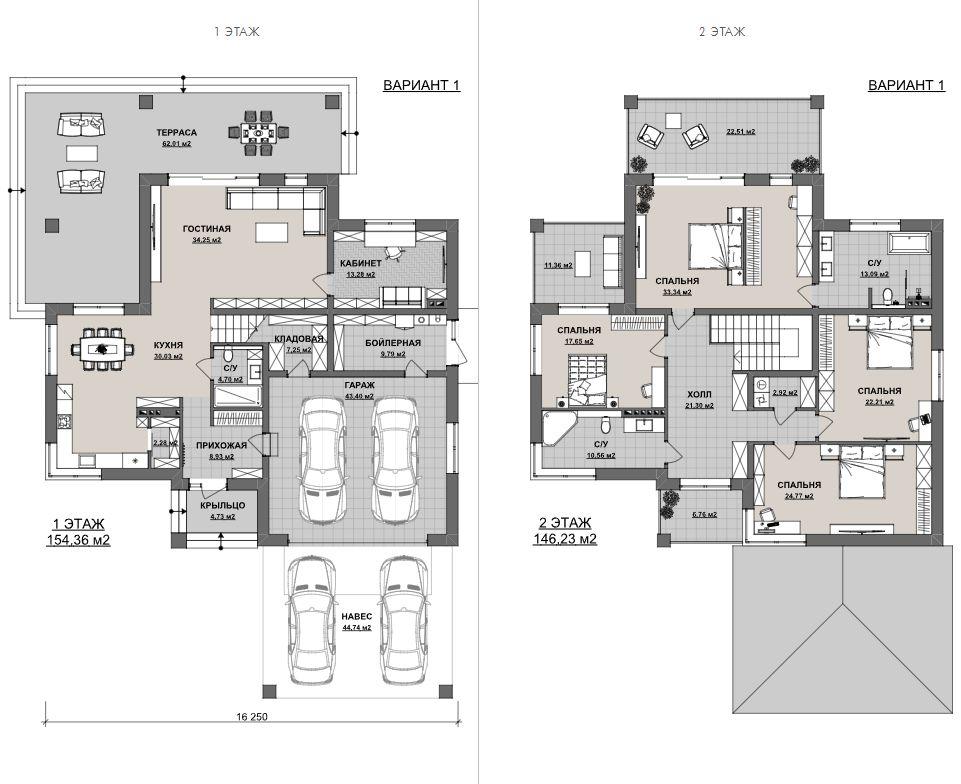 1 ЭТАЖ
ВАРИАНТ 1
ТЕРРАСА
62.01 м2
ГОСТИНАЯ
34.25 м2
КАБИНЕТ
13.28 м2
КУХНЯ
30.03 м2
КЛАДОВАЯ
7.25 м2
БОЙЛЕРНАЯ
9.79 м2
С/У
4.70 м2
ГАРАЖ
43.40 м2
2.28 м2
ПРИХОЖАЯ
8.93 м2
КРЫЛЬЦО
4.73 м2
1 ЭТАЖ
154,36 м2
НАВЕС
44.74 м2
16 250
2 ЭТАЖ
ВАРИАНТ 1
22.51 м2
11.36 м2
СПАЛЬНЯ
33.34 м2
С/У
13.09 м2
СПАЛЬНЯ
17.65 м2
ХОЛЛ
21.30 м2
2.92 м2
СПАЛЬНЯ
22.21 м2
С/У
10.56 м2
СПАЛЬНЯ
24.77 м2
6.76 м2
2 ЭТАЖ
146,23 м2